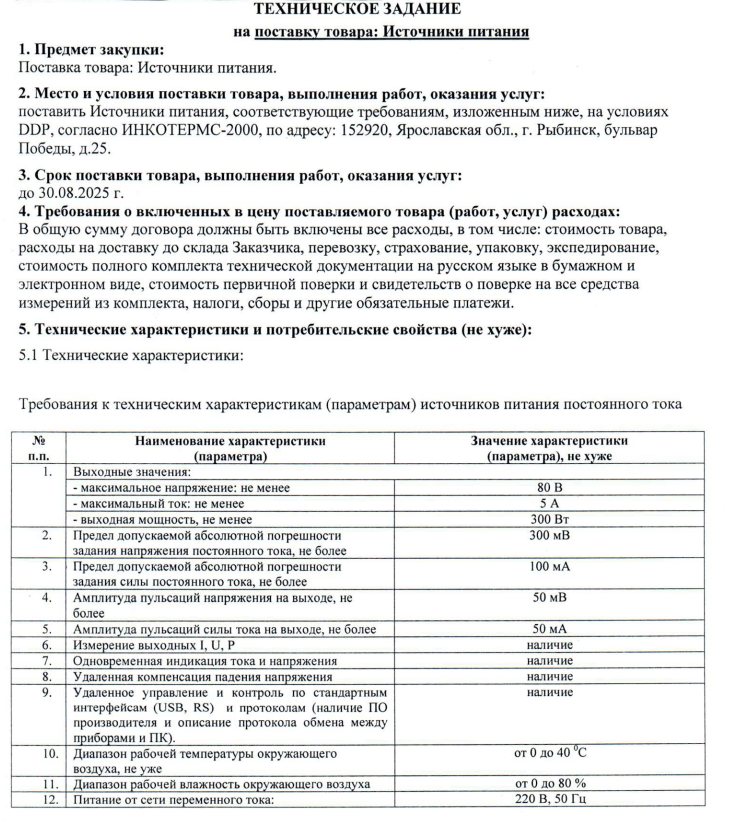 ТЕХНИЧЕСКОЕ ЗАДАНИЕ
на поставку товара: Источники питания
1. Предмет закупки:
Поставка товара: Источники питания.
2. Место и условия поставки товара, выполнения работ, оказания услуг:
поставить Источники питания, соответствующие требованиям, изложенным ниже, на условиях
DDP, согласно ИНКОТЕРМС-2000, по адресу: 152920, Ярославская обл., г. Рыбинск, бульвар
Победы, д.25.
3. Срок поставки товара, выполнения работ, оказания услуг:
до 30.08.2025 г.
4. Требования о включенных в цену поставляемого товара (работ, услуг) расходах:
В общую сумму договора должны быть включены все расходы, в том числе: стоимость товара,
расходы на доставку до склада Заказчика, перевозку, страхование, упаковку, экспедирование,
стоимость полного комплекта технической документации на русском языке в бумажном и
электронном виде, стоимость первичной поверки и свидетельств о поверке на все средства
измерений из комплекта, налоги, сборы и другие обязательные платежи.
5. Технические характеристики и потребительские свойства (не хуже):
5.1 Технические характеристики:
Требования к техническим характеристикам (параметрам) источников питания постоянного тока
№ Наименование характеристики Значение характеристики
п.п. (параметра) (параметра), не хуже
1. Выходные значения:
- максимальное напряжение: не менее 80 В
- максимальный ток: не менее 5 А
- выходная мощность, не менее 300 Вт
2. Предел допускаемой абсолютной погрешности 300 мВ
задания напряжения постоянного тока, не более
3. Предел допускаемой абсолютной погрешности 100 мА
задания силы постоянного тока, не более
4. Амплитуда пульсаций напряжения на выходе, не 50 мВ
более
5. Амплитуда пульсаций силы тока на выходе, не более 50 мА
6. Измерение выходных I, U, P наличие
7. Одновременная индикация тока и напряжения наличие
8. Удаленная компенсация падения напряжения наличие
9. Удаленное управление и контроль по стандартным наличие
интерфейсам (USB, RS) и протоколам (наличие ПО
производителя и описание протокола обмена между
приборами и ПК).
10. Диапазон рабочей температуры окружающего от 0 до 40 ⁰С
воздуха, не уже
11. Диапазон рабочей влажность окружающего воздуха от 0 до 80 %
12. Питание от сети переменного тока: 220 В, 50 Гц